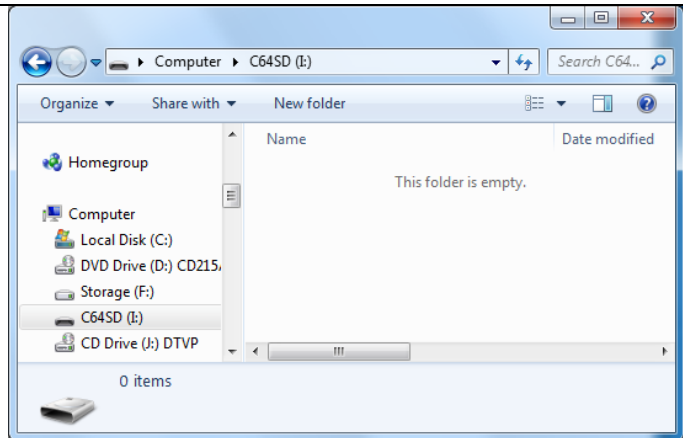 Computer C64SD (I:) Search C64...
Organize Share with New folder
Name Date modified
This folder is empty.
Homegroup
Computer
Local Disk (C:)
DVD Drive (D:) CD215
Storage (F:)
C64SD (I:)
CD Drive (J:) DTVP
0 items